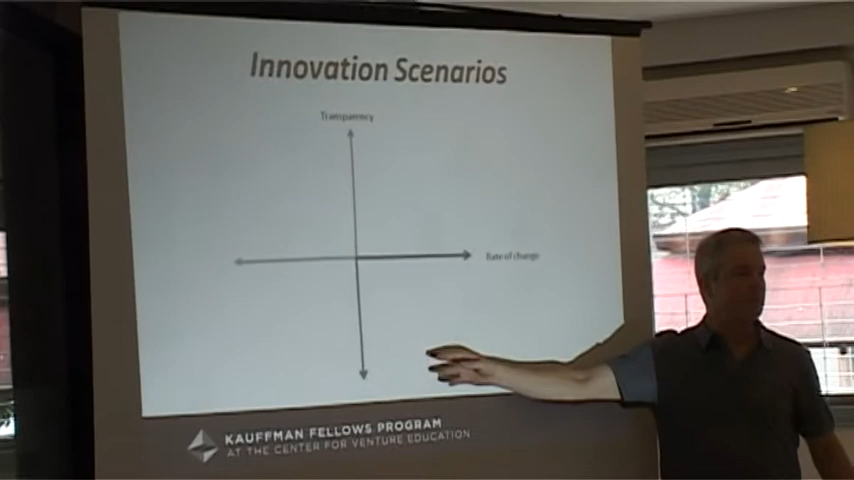 Innovation Scenarios
Transparency
Rate of change
KAUFFMAN FELLOWS PROGRAM
AT THE CENTER FOR VENTURE EDUCATION